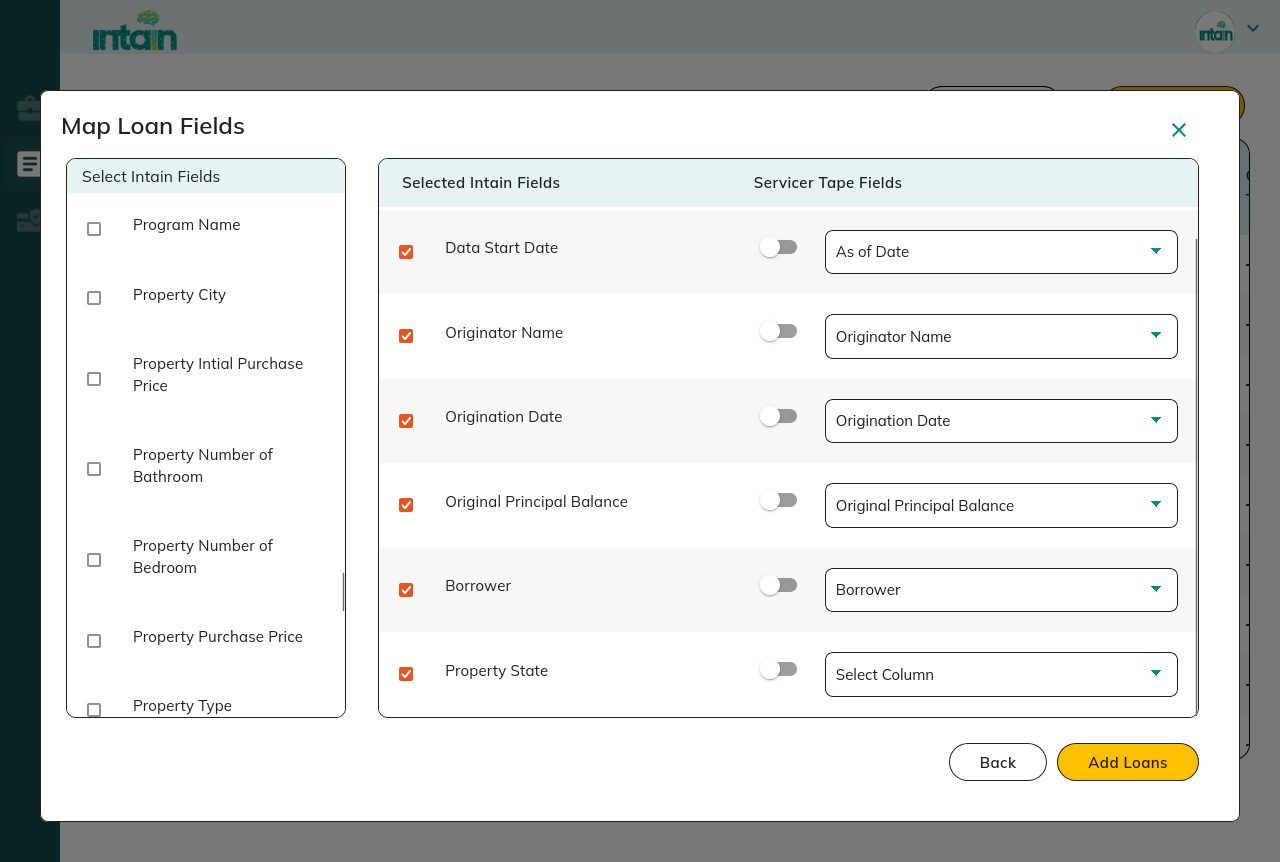 intain
intain
Map Loan Fields
Select Intain Fields
Program Name
Property City
Property Intial Purchase
Price
Property Number of
Bathroom
Property Number of
Bedroom
Property Purchase Price
Property Type
Selected Intain Fields
Servicer Tape Fields
Data Start Date
As of Date
Originator Name
Originator Name
Origination Date
Origination Date
Original Principal Balance
Original Principal Balance
Borrower
Borrower
Property State
Select Column
Back
Add Loans